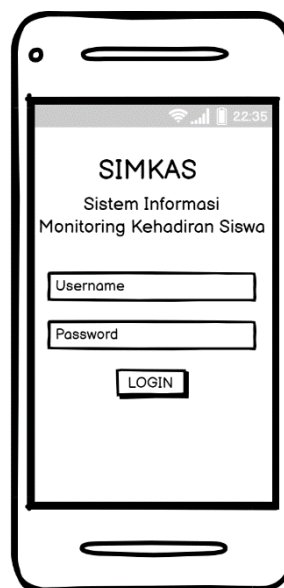 22:35
SIMKAS
Sistem Informasi
Monitoring Kehadiran Siswa
Username
Password
LOGIN